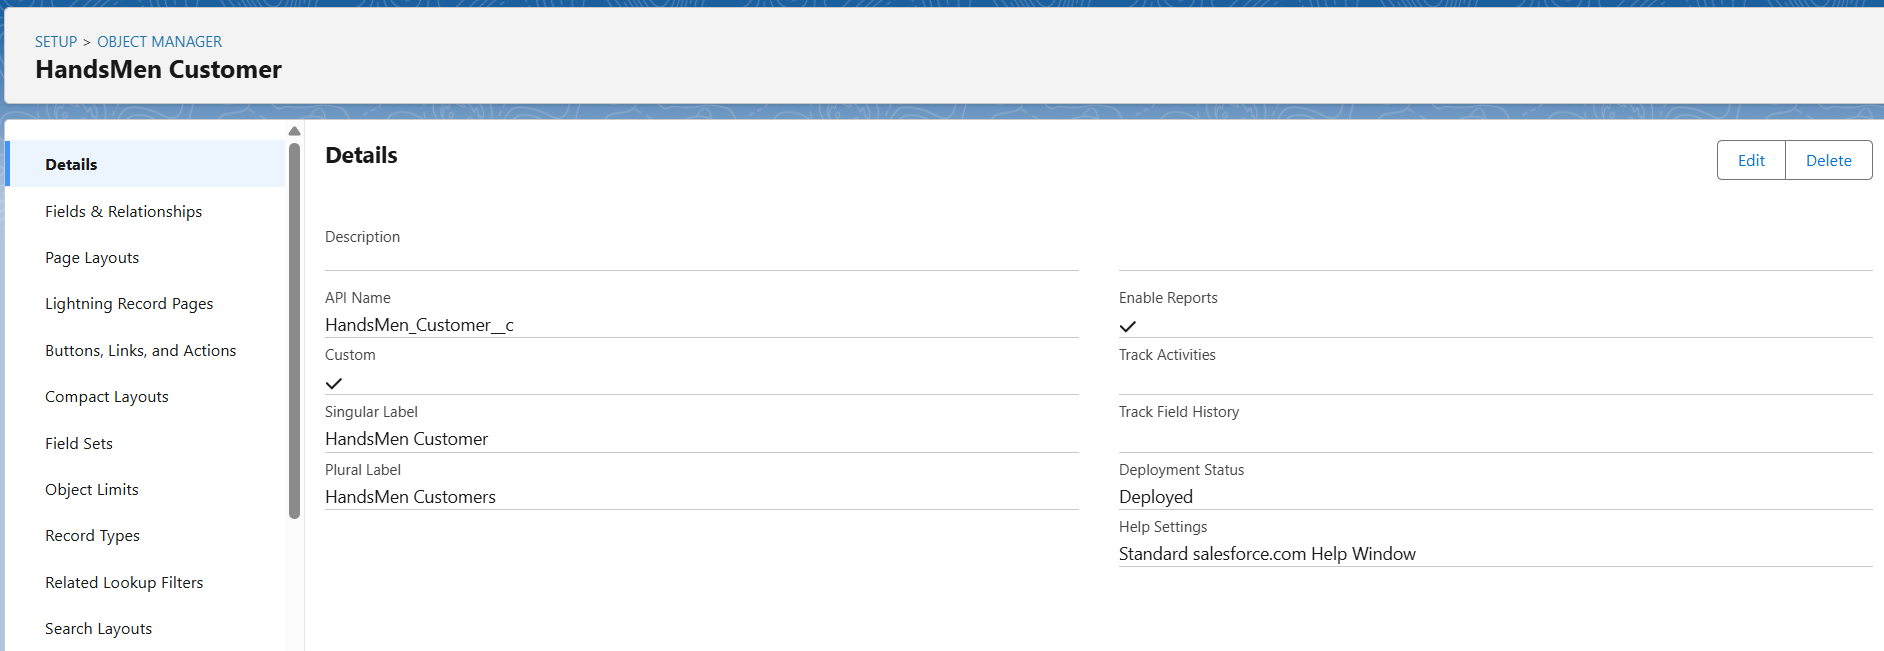 SETUP > OBJECT MANAGER
HandsMen Customer
Details
Fields & Relationships
Page Layouts
Lightning Record Pages
Buttons, Links, and Actions
Compact Layouts
Field Sets
Object Limits
Record Types
Related Lookup Filters
Search Layouts
Details
Edit
Delete
Description
API Name
HandsMen_Customer__c
Custom
Singular Label
HandsMen Customer
Plural Label
HandsMen Customers
Enable Reports
Track Activities
Track Field History
Deployment Status
Deployed
Help Settings
Standard salesforce.com Help Window